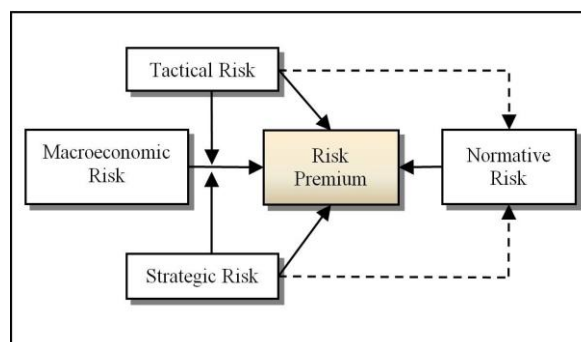 Tactical Risk
Macroeconomic
Risk
Risk
Premium
Normative
Risk
Strategic Risk